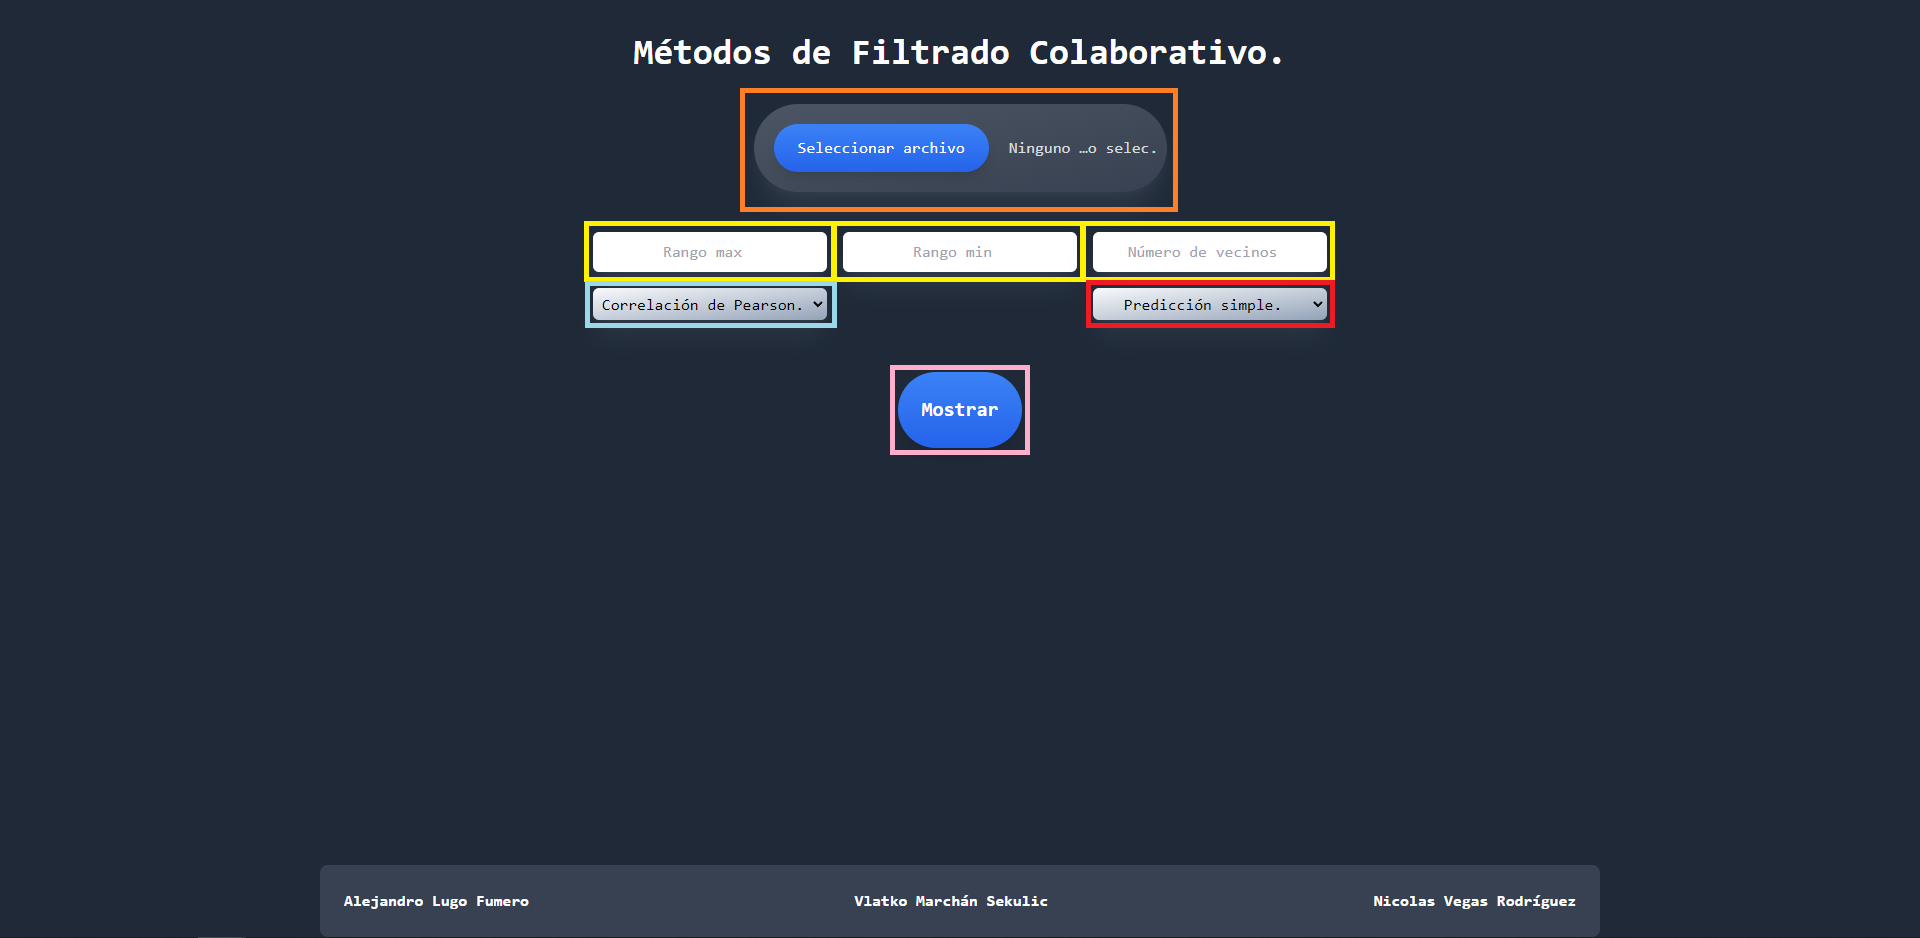 Métodos de Filtrado Colaborativo.
Seleccionar archivo Ninguno …o selec.
Rango max Rango min Número de vecinos
Correlación de Pearson. Predicción simple.
Mostrar
Alejandro Lugo Fumero Vlatko Marchán Sekulic Nicolas Vegas Rodríguez